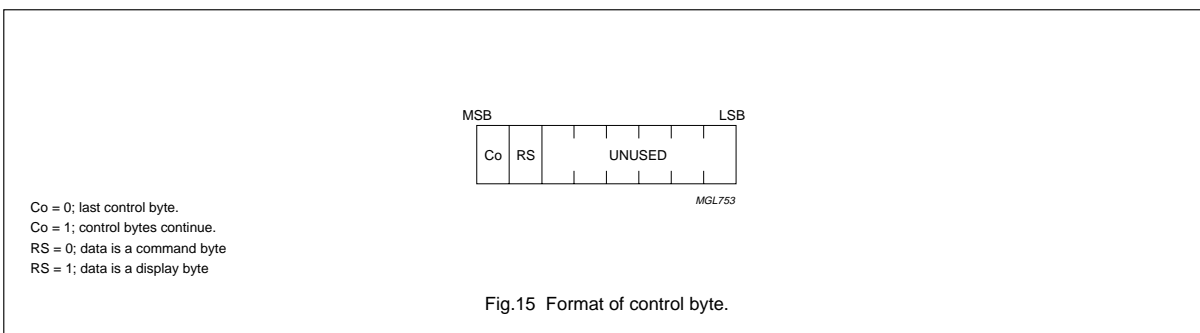 MSB LSB
Co RS UNUSED
MGL753
Co = 0; last control byte.
Co = 1; control bytes continue.
RS = 0; data is a command byte
RS = 1; data is a display byte
Fig.15 Format of control byte.